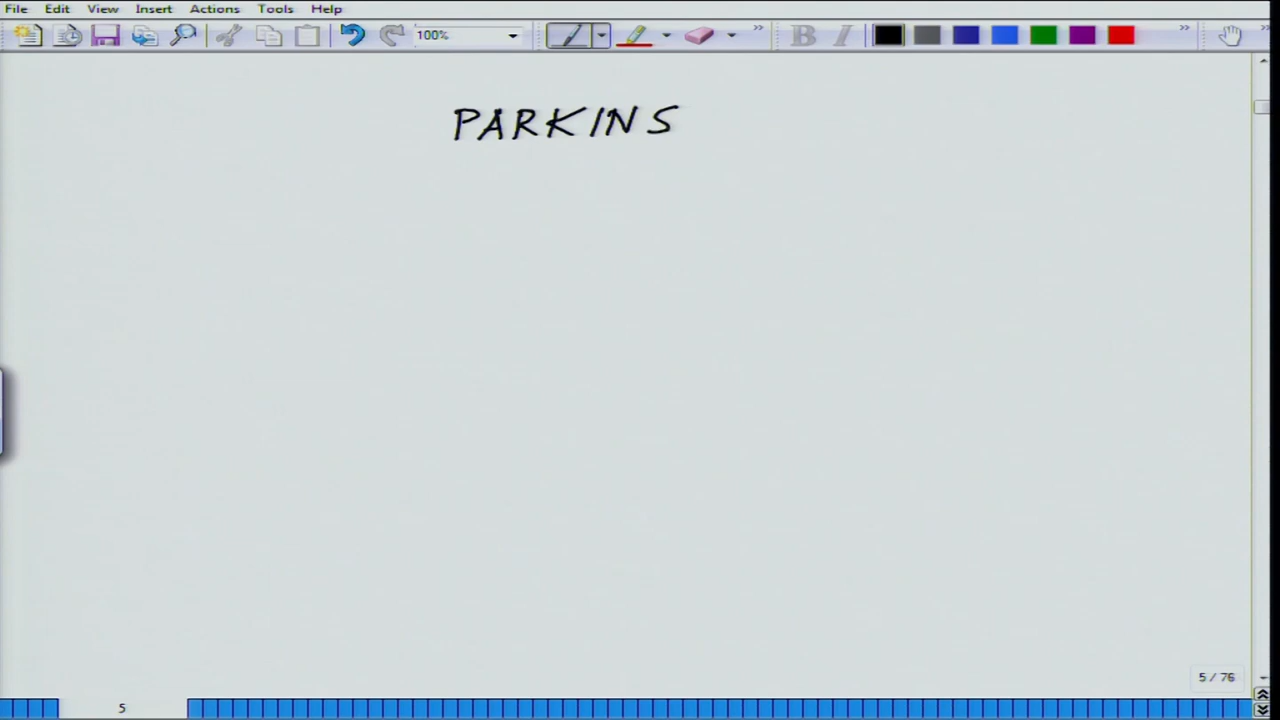 File Edit View Insert Actions Tools Help
100% B I
PARKINS
5 / 76
5